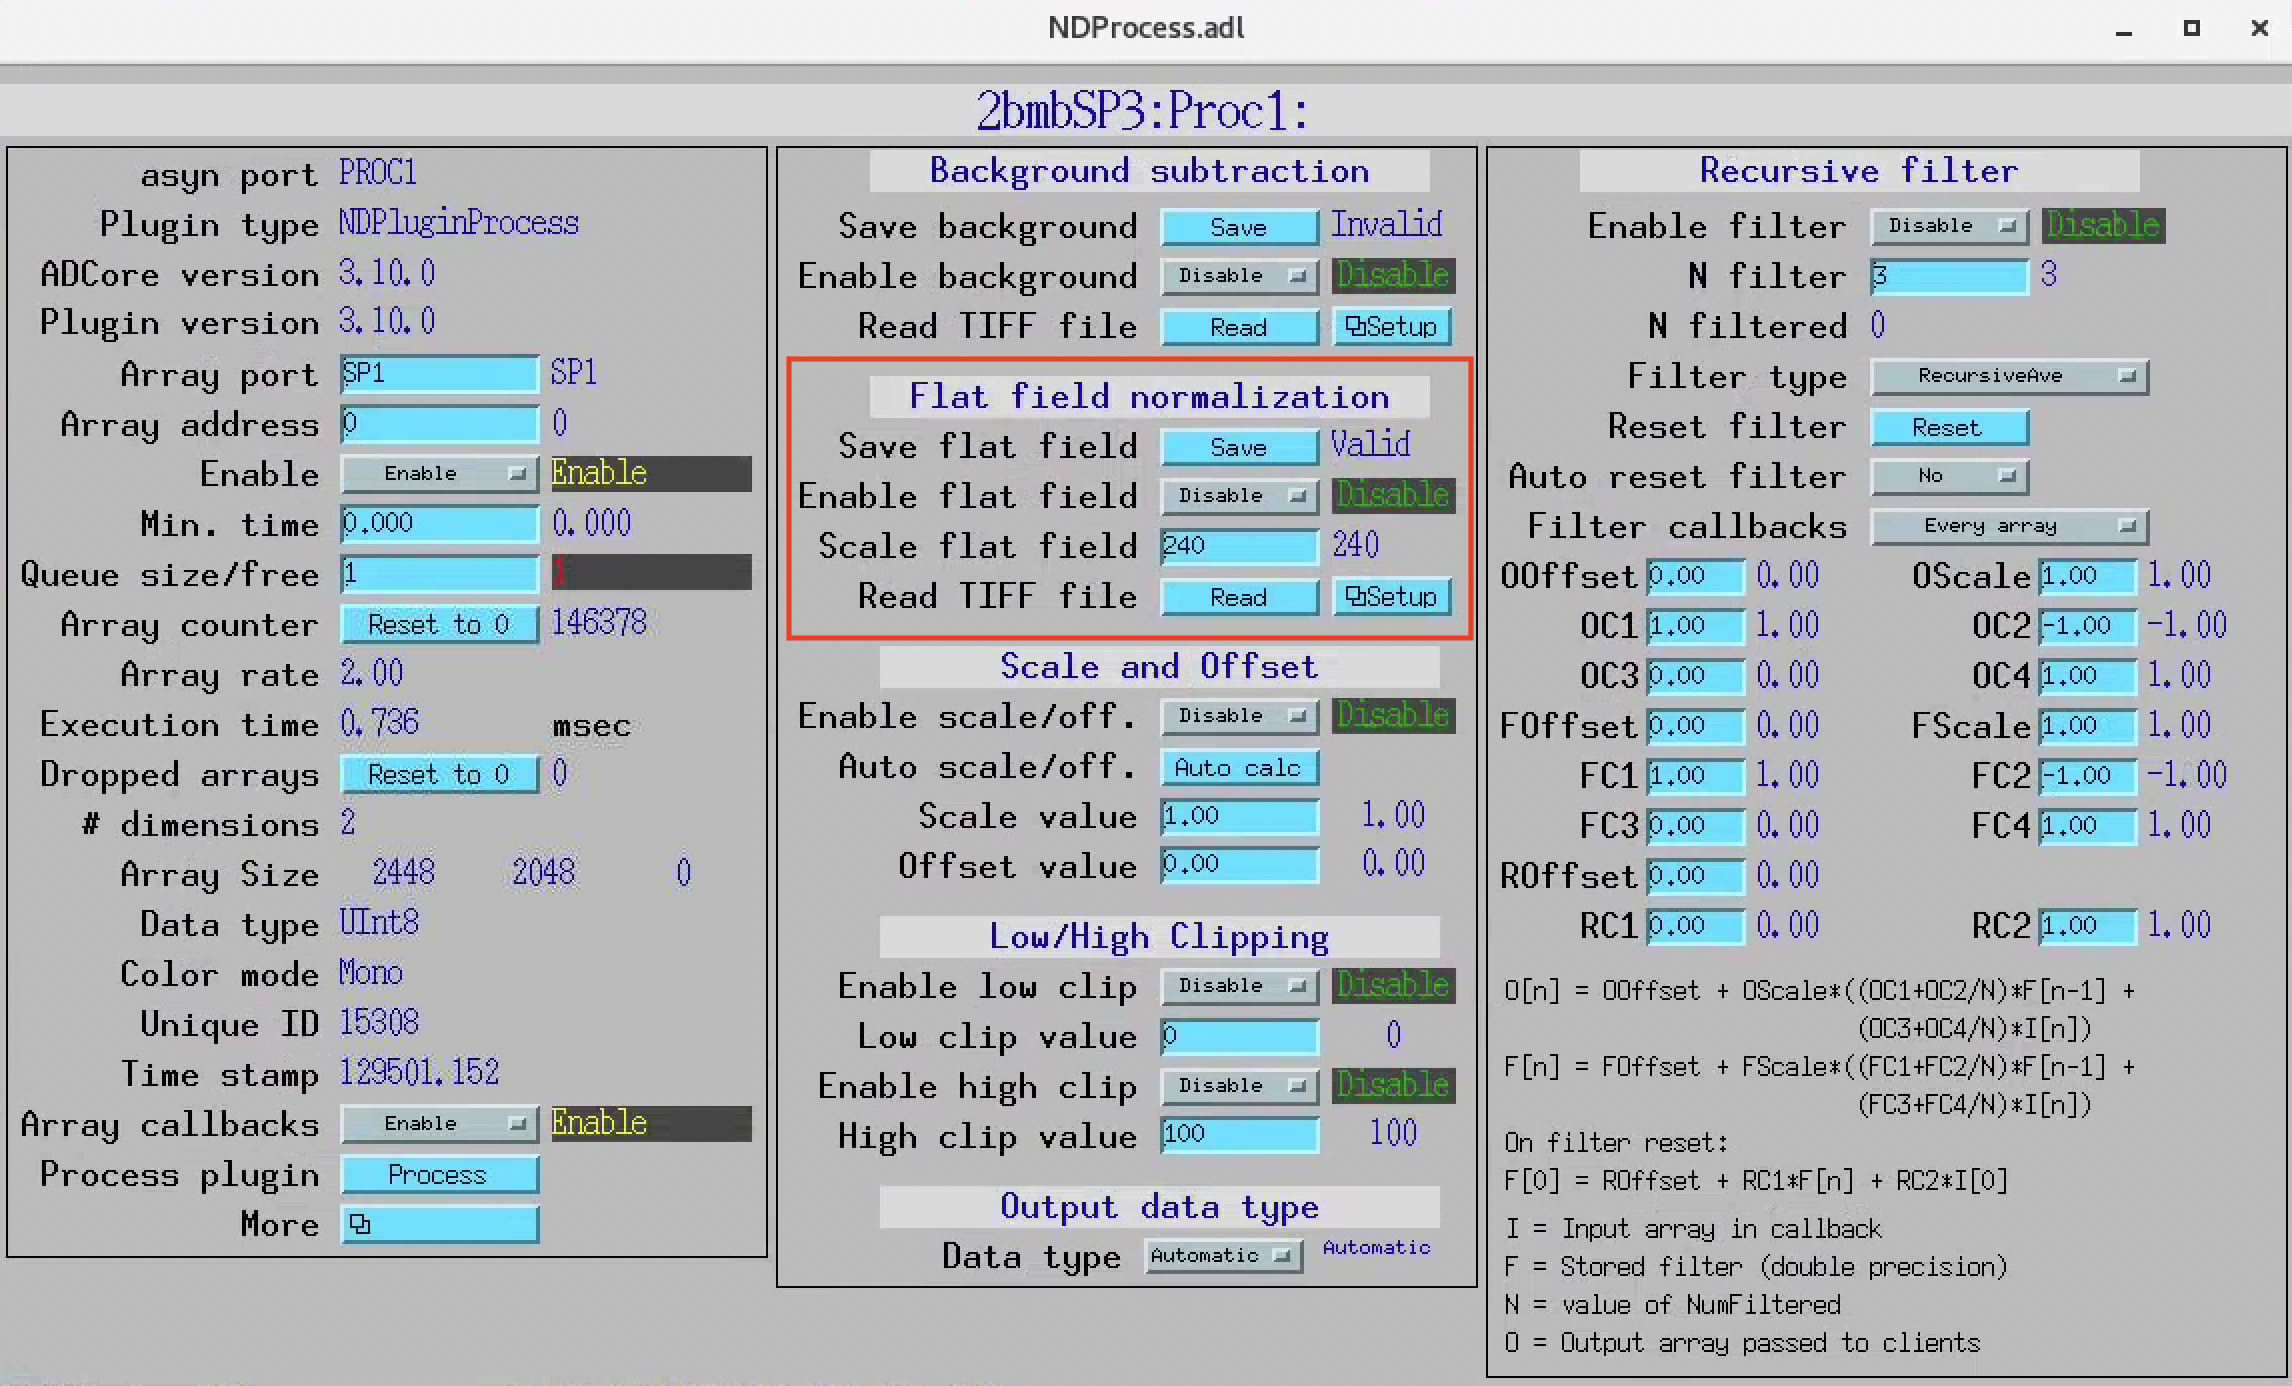 NDProcess.adl
2bmbSP3:Proc1:
asyn port PROC1
Plugin type NDPluginProcess
ADCore version 3.10.0
Plugin version 3.10.0
Array port SP1 SP1
Array address 0 0
Enable Enable Enable
Min. time 0.000 0.000
Queue size/free 1 1
Array counter Reset to 0 146378
Array rate 2.00
Execution time 0.736 msec
Dropped arrays Reset to 0 0
# dimensions 2
Array Size 2448 2048 0
Data type UInt8
Color mode Mono
Unique ID 15308
Time stamp 129501.152
Array callbacks Enable Enable
Process plugin Process
More
Background subtraction
Save background Save Invalid
Enable background Disable Disable
Read TIFF file Read Setup
Flat field normalization
Save flat field Save Valid
Enable flat field Disable Disable
Scale flat field 240 240
Read TIFF file Read Setup
Scale and Offset
Enable scale/off. Disable Disable
Auto scale/off. Auto calc
Scale value 1.00 1.00
Offset value 0.00 0.00
Low/High Clipping
Enable low clip Disable Disable
Low clip value 0 0
Enable high clip Disable Disable
High clip value 100 100
Output data type
Data type Automatic Automatic
Recursive filter
Enable filter Disable Disable
N filter 3 3
N filtered 0
Filter type RecursiveAve
Reset filter Reset
Auto reset filter No
Filter callbacks Every array
OOffset 0.00 0.00 OScale 1.00 1.00
OC1 1.00 1.00 OC2 -1.00 -1.00
OC3 0.00 0.00 OC4 1.00 1.00
FOffset 0.00 0.00 FScale 1.00 1.00
FC1 1.00 1.00 FC2 -1.00 -1.00
FC3 0.00 0.00 FC4 1.00 1.00
ROffset 0.00 0.00
RC1 0.00 0.00 RC2 1.00 1.00
O[n] = OOffset + OScale*((OC1+OC2/N)*F[n-1] +
(OC3+OC4/N)*I[n])
F[n] = FOffset + FScale*((FC1+FC2/N)*F[n-1] +
(FC3+FC4/N)*I[n])
On filter reset:
F[0] = ROffset + RC1*F[n] + RC2*I[0]
I = Input array in callback
F = Stored filter (double precision)
N = value of NumFiltered
O = Output array passed to clients